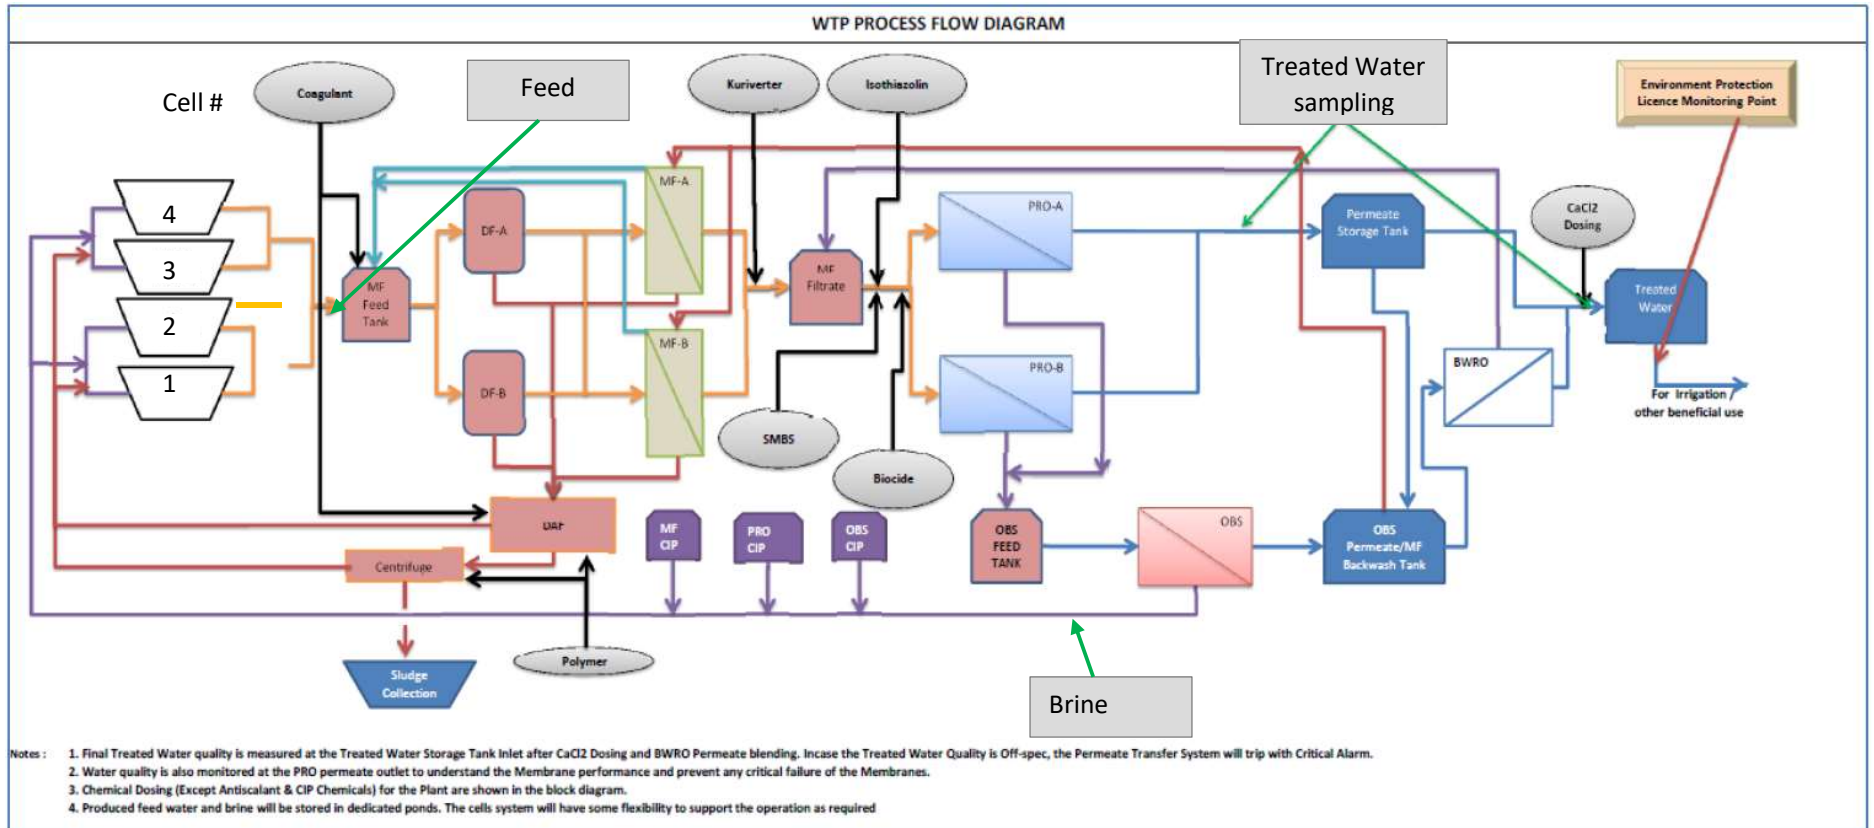 WTP PROCESS FLOW DIAGRAM
Cell #
Coagulant
Feed
Kuriverter
Isothiazolin
Treated Water
sampling
Environment Protection
Licence Monitoring Point
4
3
2
1
MF
Feed
Tank
DF-A
DF-B
MF-A
MF-B
MF
Filtrate
SMBS
Biocide
PRO-A
PRO-B
Permeate
Storage Tank
CaCl2
Dosing
Treated
Water
BWRO
For Irrigation /
other beneficial use
DAF
Centrifuge
MF
CIP
PRO
CIP
OBS
CIP
OBS
FEED
TANK
OBS
OBS
Permeate/MF
Backwash Tank
Sludge
Collection
Polymer
Brine
Notes : 1. Final Treated Water quality is measured at the Treated Water Storage Tank Inlet after CaCl2 Dosing and BWRO Permeate blending. Incase the Treated Water Quality is Off-spec, the Permeate Transfer System will trip with Critical Alarm.
2. Water quality is also monitored at the PRO permeate outlet to understand the Membrane performance and prevent any critical failure of the Membranes.
3. Chemical Dosing (Except Antiscalant & CIP Chemicals) for the Plant are shown in the block diagram.
4. Produced feed water and brine will be stored in dedicated ponds. The cells system will have some flexibility to support the operation as required